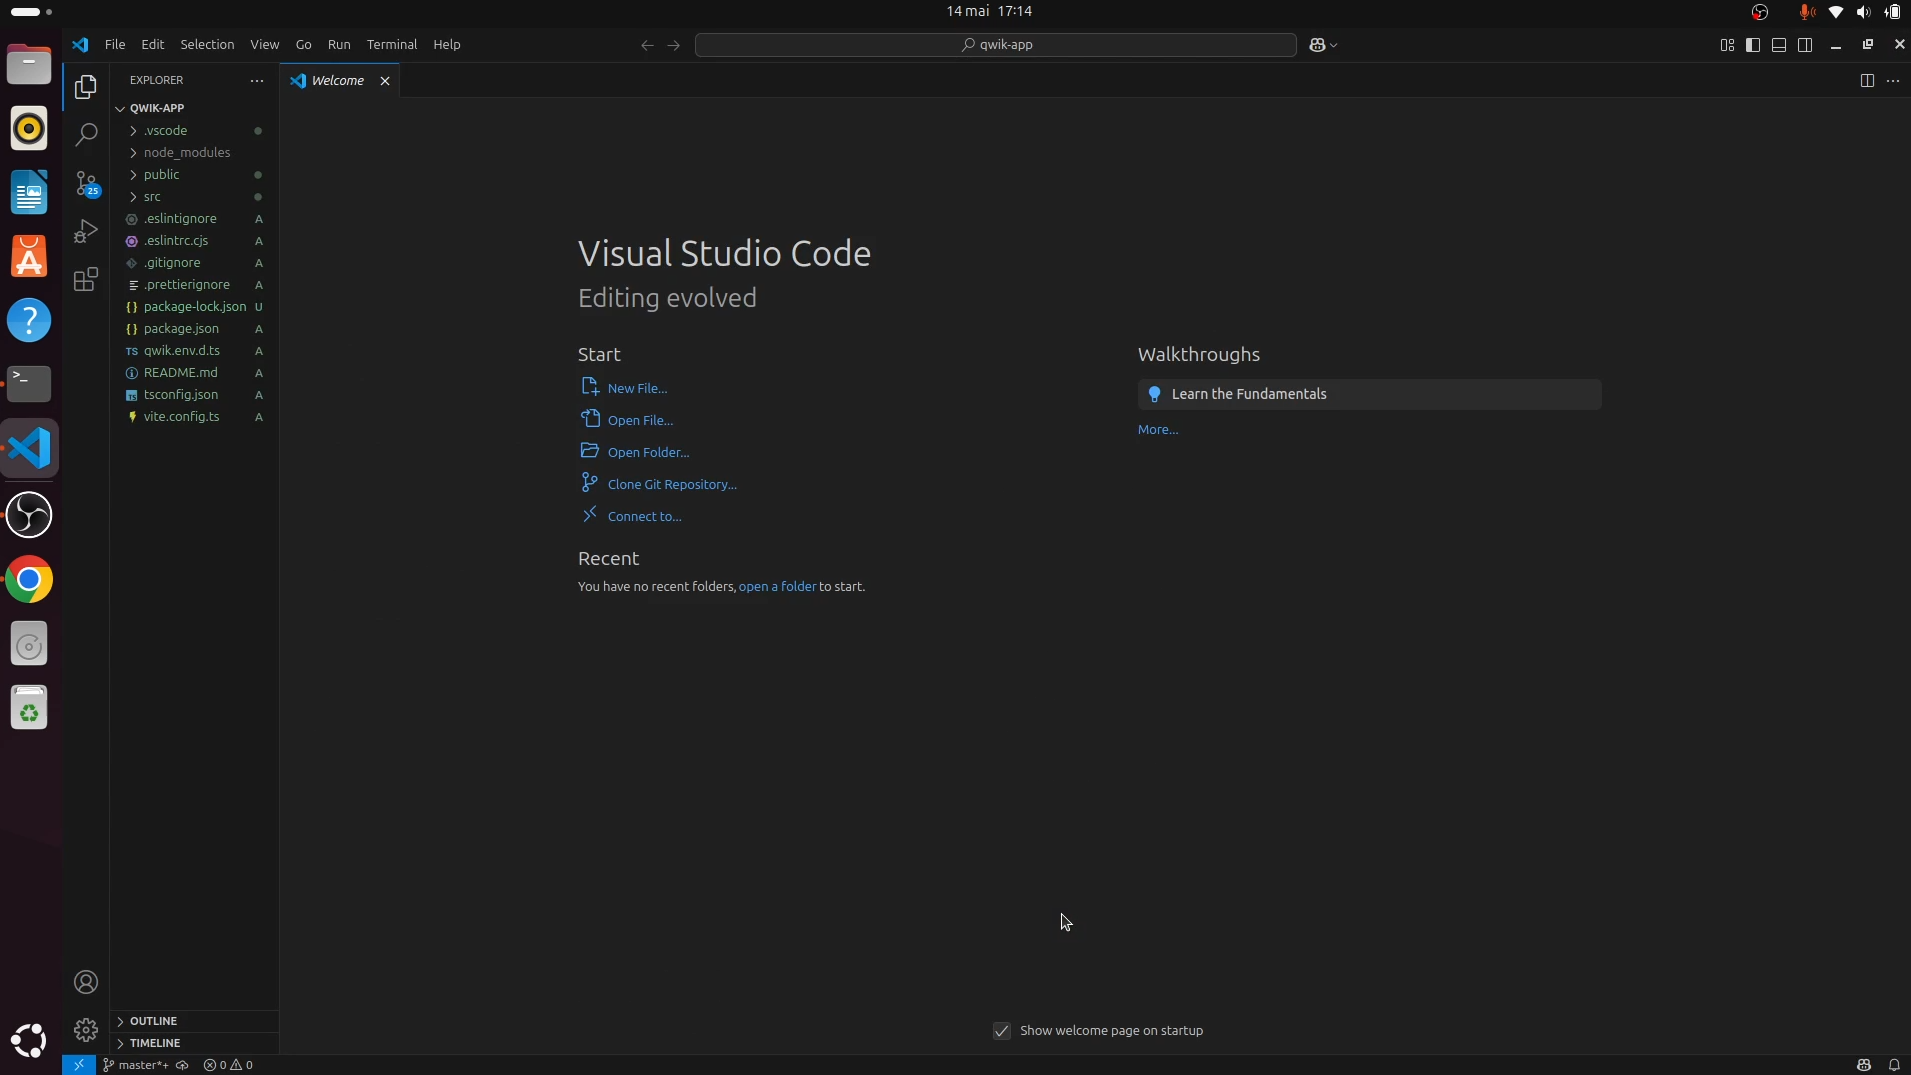 14 mai 17:14
File Edit Selection View Go Run Terminal Help
qwik-app
EXPLORER
Welcome
QWIK-APP
.vscode
node_modules
public
src
.eslintignore A
.eslintrc.cjs A
.gitignore A
.prettierignore A
package-lock.json U
package.json A
TS qwik.env.d.ts A
README.md A
tsconfig.json A
vite.config.ts A
25
Visual Studio Code
Editing evolved
Start
New File...
Open File...
Open Folder...
Clone Git Repository...
Connect to...
Recent
You have no recent folders, open a folder to start.
Walkthroughs
Learn the Fundamentals
More...
Show welcome page on startup
OUTLINE
TIMELINE
master*+ 0 0